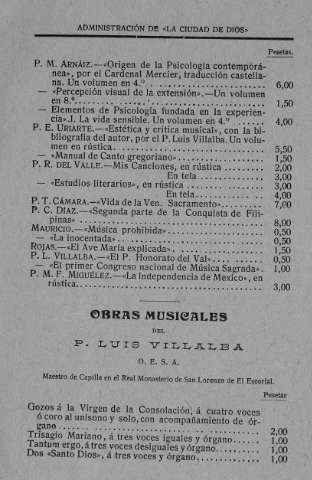 ADMINISTRACIÓN DE «LA CIUDAD DE DIOS»
Pesetas.
P. M. ARNÁIZ.—«Origen de la Psicología contemporá-
nea», por el Cardenal Mercier, traducción castella-
na. Un volumen en 4.º 6,00
— «Percepción visual de la extensión».—Un volumen
en 8.º 1,50
— Elementos de Psicología fundada en la experien-
cia».I. La vida sensible. Un volumen en 4.º 4,00
P. E. URIARTE.—«Estética y crítica musical», con la bi-
bliografía del autor, por el P. Luis Villalba. Un volu-
men en rústica 5,50
— «Manual de Canto gregoriano» 1,50
P. R. DEL VALLE.—Mis Canciones, en rústica 2,00
En tela 3,00
— «Estudios literarios», en rústica 3,00
En tela 4,00
P. T. CÁMARA.—«Vida de la Ven. Sacramento» 7,00
P. C. DIAZ.—«Segunda parte de la Conquista de Fili-
pinas» 8,00
MAURICIO.—«Música prohibida» 0,50
— «La inocentada» 0,50
ROJAS.—«El Ave María explicada» 1,50
P. L. VILLALBA.—«El P. Honorato del Val» 0,50
— «El primer Congreso nacional de Música Sagrada». 1,00
P. M. F. MIGUÉLEZ.—«La Independencia de México», en
rústica 3,00
OBRAS MUSICALES
DEL
P. LUIS VILLALBA
O. E. S. A.
Maestro de Capilla en el Real Monasterio de San Lorenzo de El Escorial.
Pesetas
Gozos á la Virgen de la Consolación, á cuatro voces
ó coro al unísono y solo, con acompañamiento de ór-
gano 2,00
Trisagio Mariano, á tres voces iguales y órgano 1,00
Tantum ergo, á tres voces desiguales y órgano 1,00
Dos «Santo Dios», á tres voces y órgano 1,00